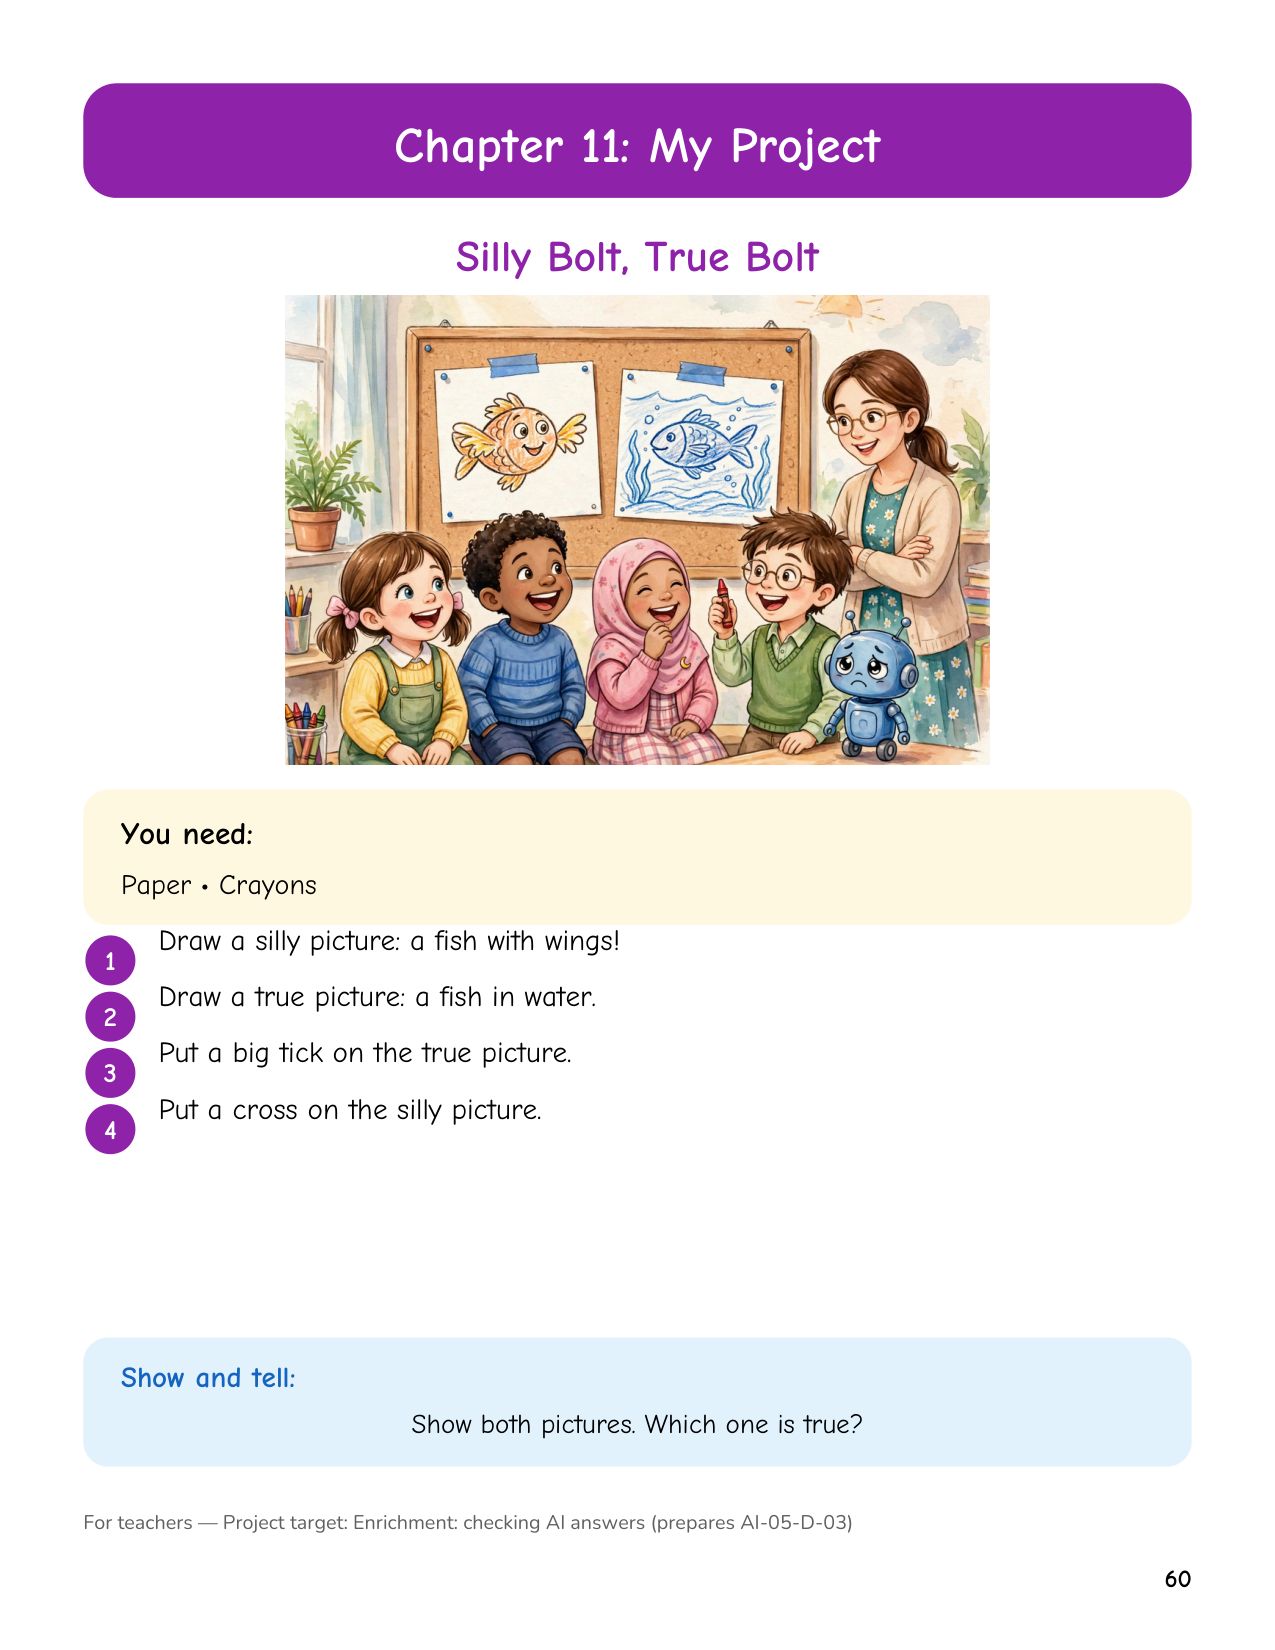 Chapter 11: My Project
Silly Bolt, True Bolt
You need:
Paper • Crayons
1 Draw a silly picture: a fish with wings!
2 Draw a true picture: a fish in water.
3 Put a big tick on the true picture.
4 Put a cross on the silly picture.
Show and tell:
Show both pictures. Which one is true?
For teachers — Project target: Enrichment: checking AI answers (prepares AI-05-D-03)
60